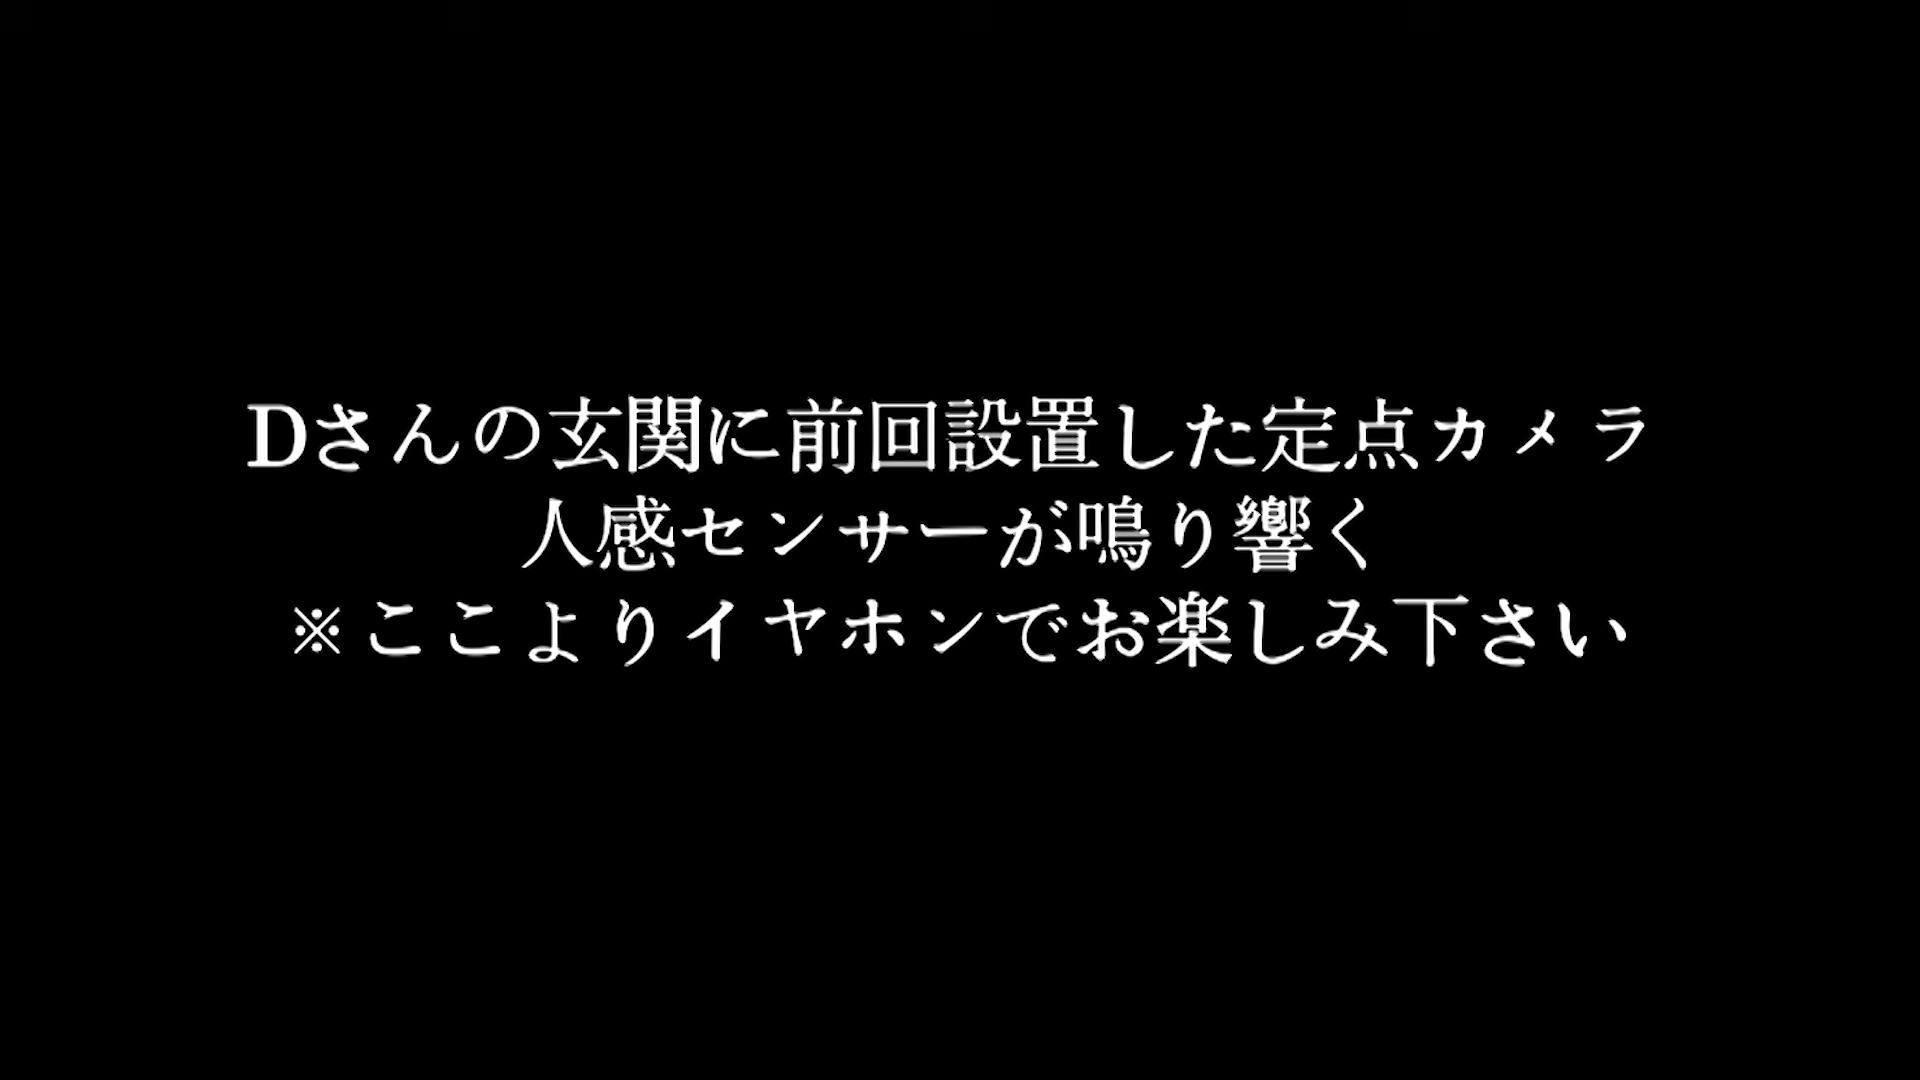 Dさんの玄関に前回設置した定点カメラ
人感センサーが鳴り響く
※ここよりイヤホンでお楽しみ下さい